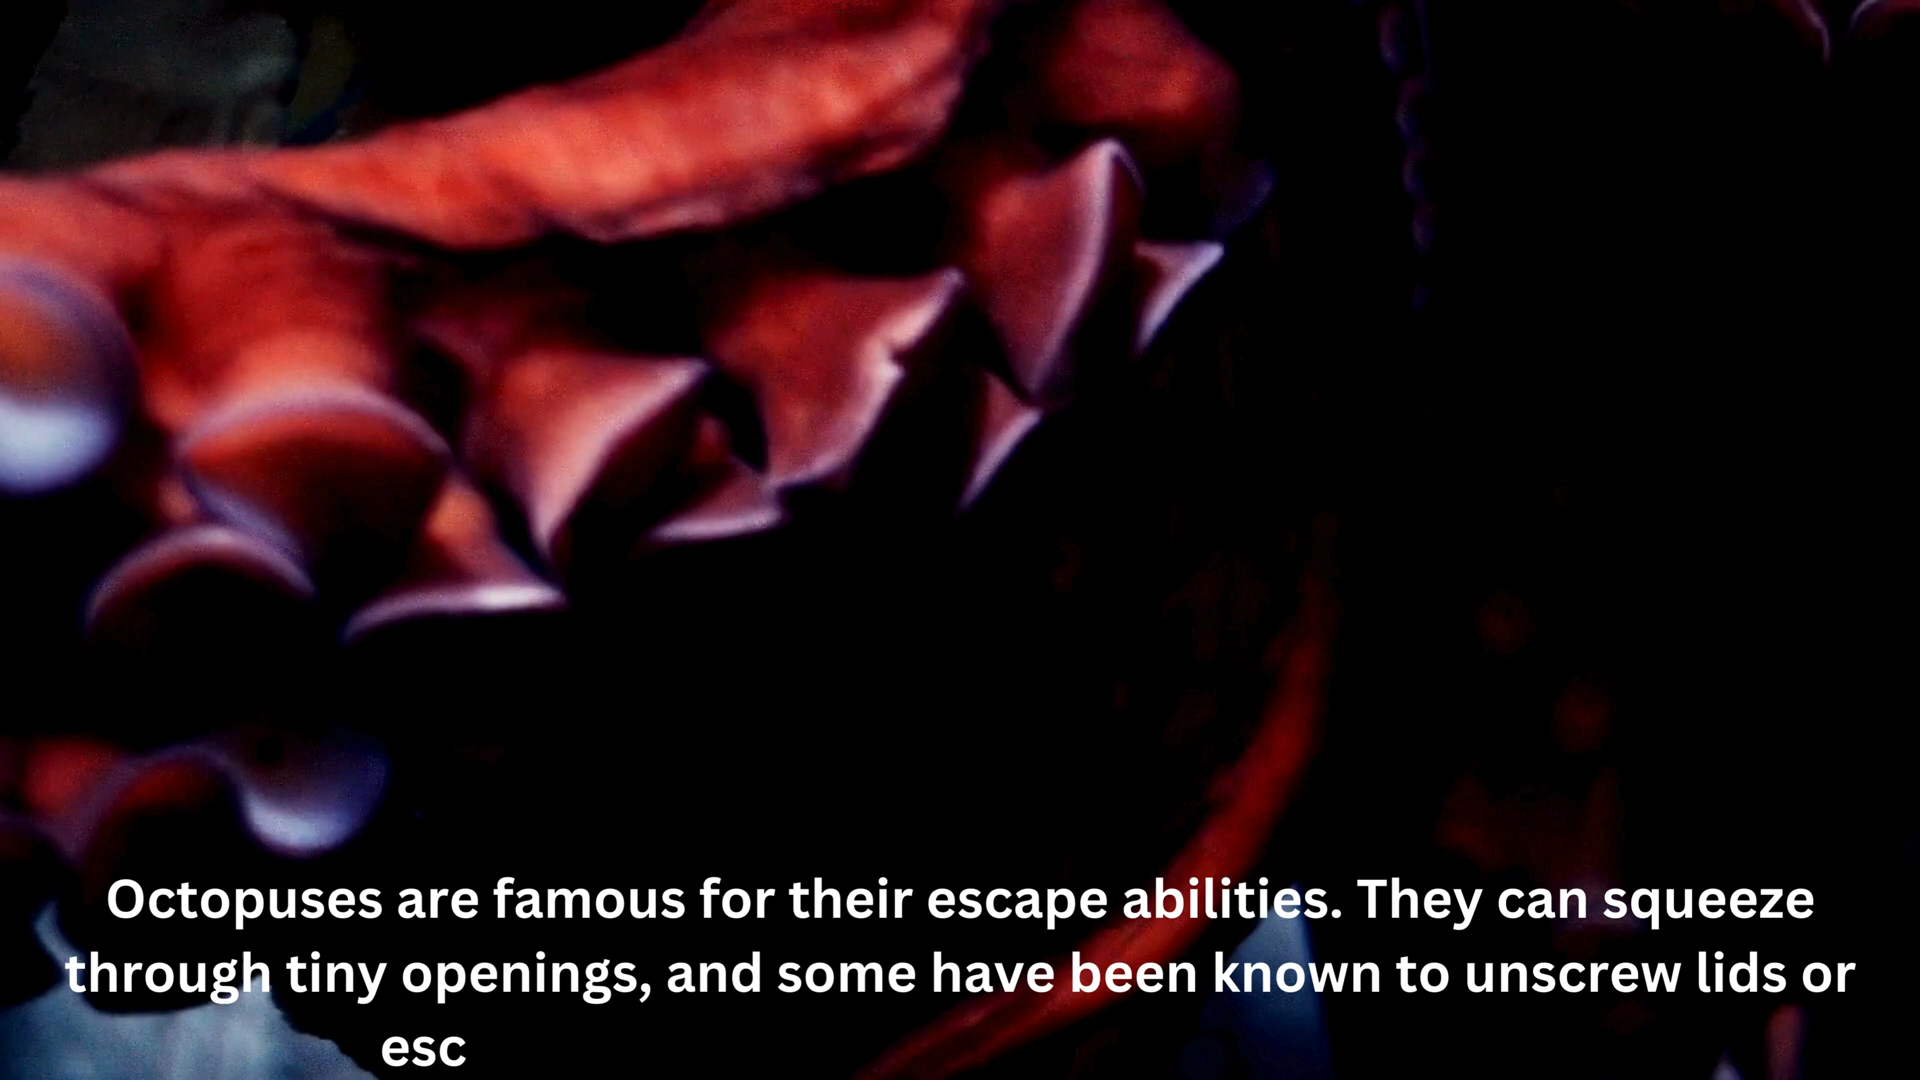 Octopuses are famous for their escape abilities. They can squeeze
through tiny openings, and some have been known to unscrew lids or
esc